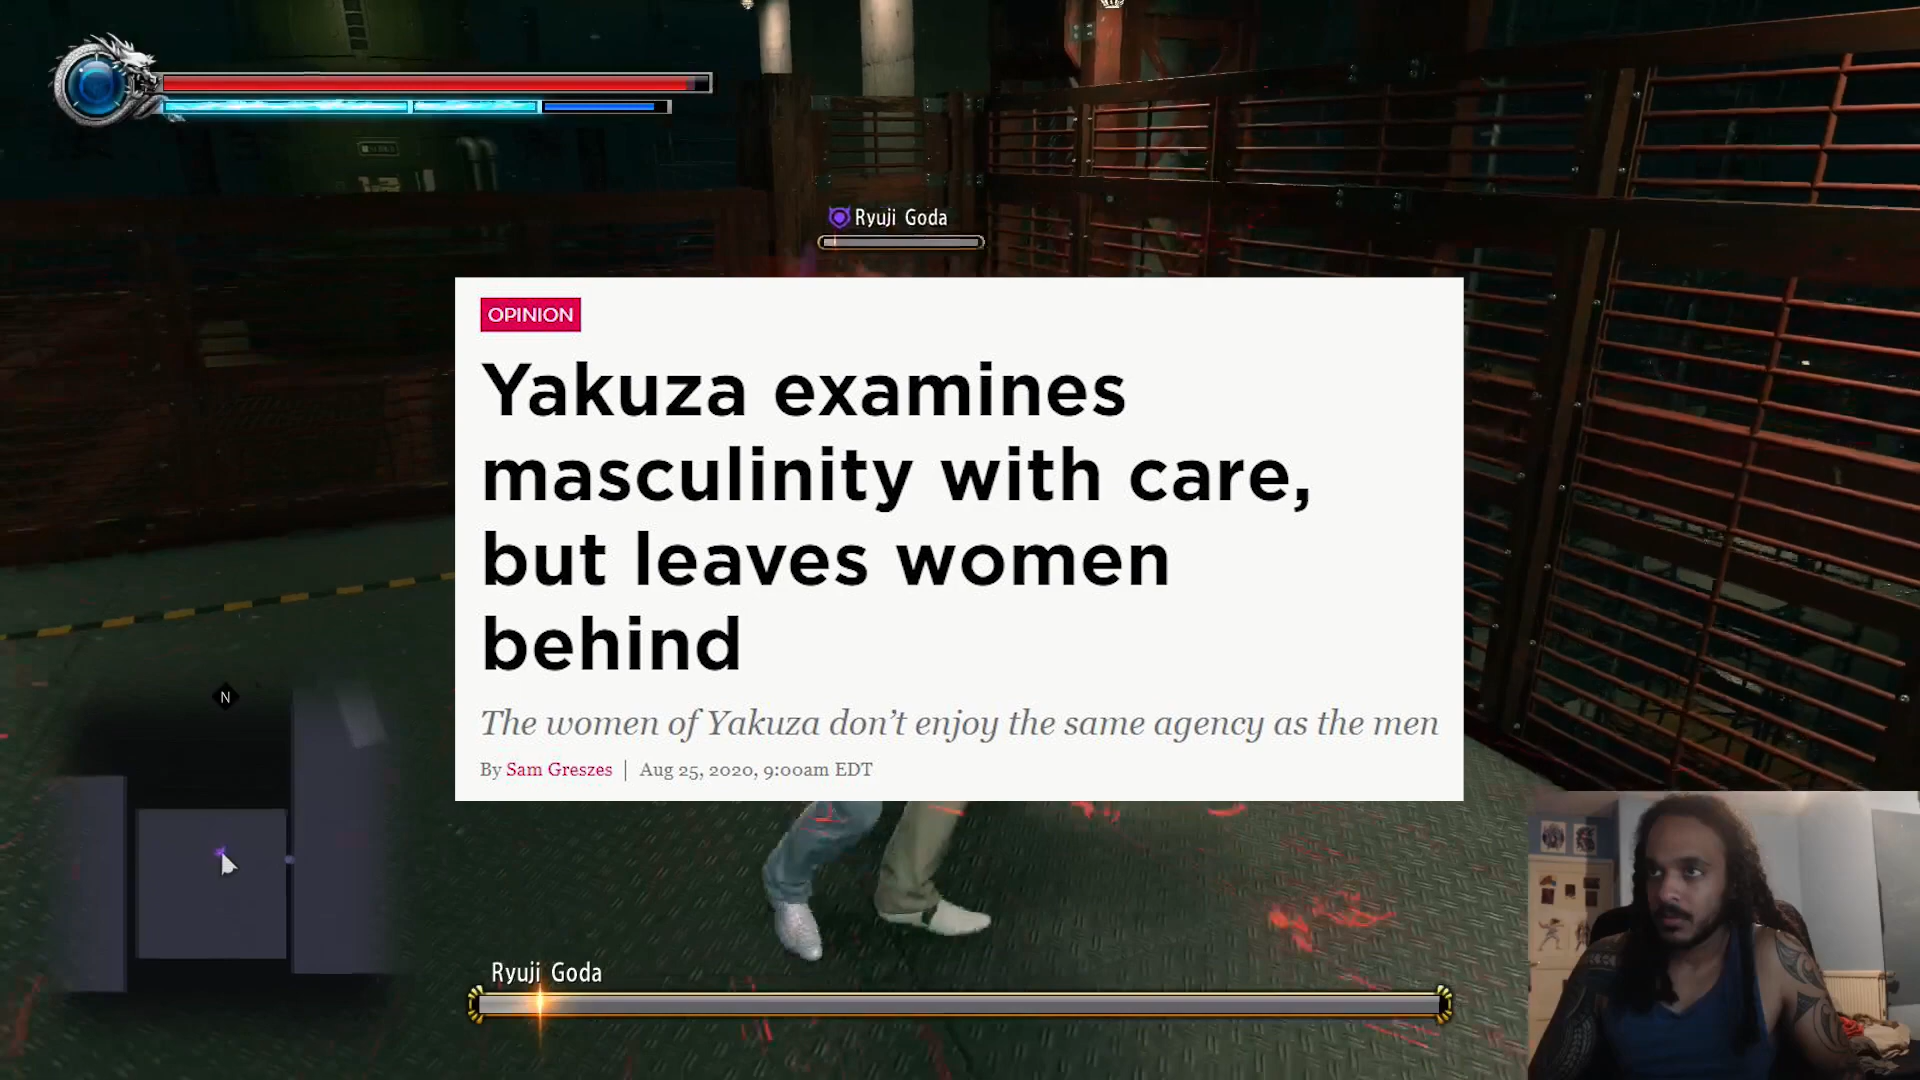 Ryuji Goda
OPINION
Yakuza examines
masculinity with care,
but leaves women
behind
The women of Yakuza don't enjoy the same agency as the men
By Sam Greszes | Aug 25, 2020, 9:00am EDT
N
Ryuji Goda